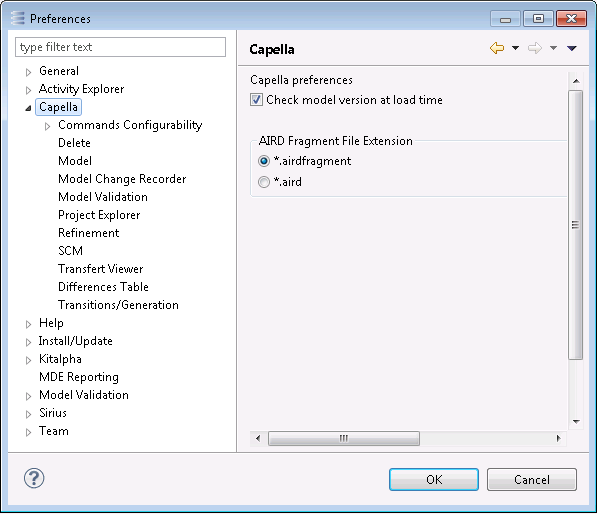 Preferences
type filter text
General
Activity Explorer
Capella
Commands Configurability
Delete
Model
Model Change Recorder
Model Validation
Project Explorer
Refinement
SCM
Transfert Viewer
Differences Table
Transitions/Generation
Help
Install/Update
Kitalpha
MDE Reporting
Model Validation
Sirius
Team
Capella
Capella preferences
Check model version at load time
AIRD Fragment File Extension
*.airdfragment
*.aird
?
OK
Cancel